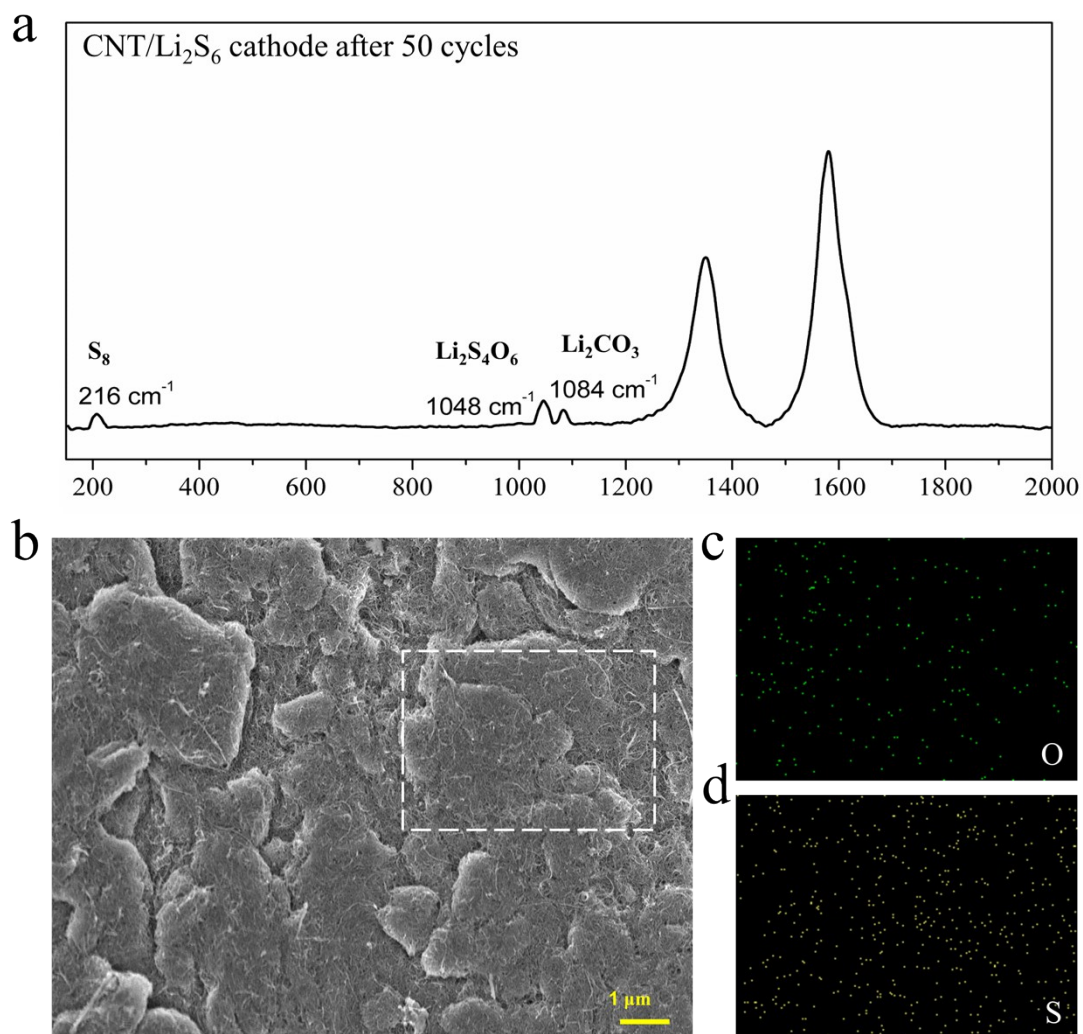 a
CNT/Li₂S₆ cathode after 50 cycles
S₈
216 cm⁻¹
Li₂S₄O₆
1048 cm⁻¹
Li₂CO₃
1084 cm⁻¹
200 400 600 800 1000 1200 1400 1600 1800 2000
b
1 μm
c
O
d
S